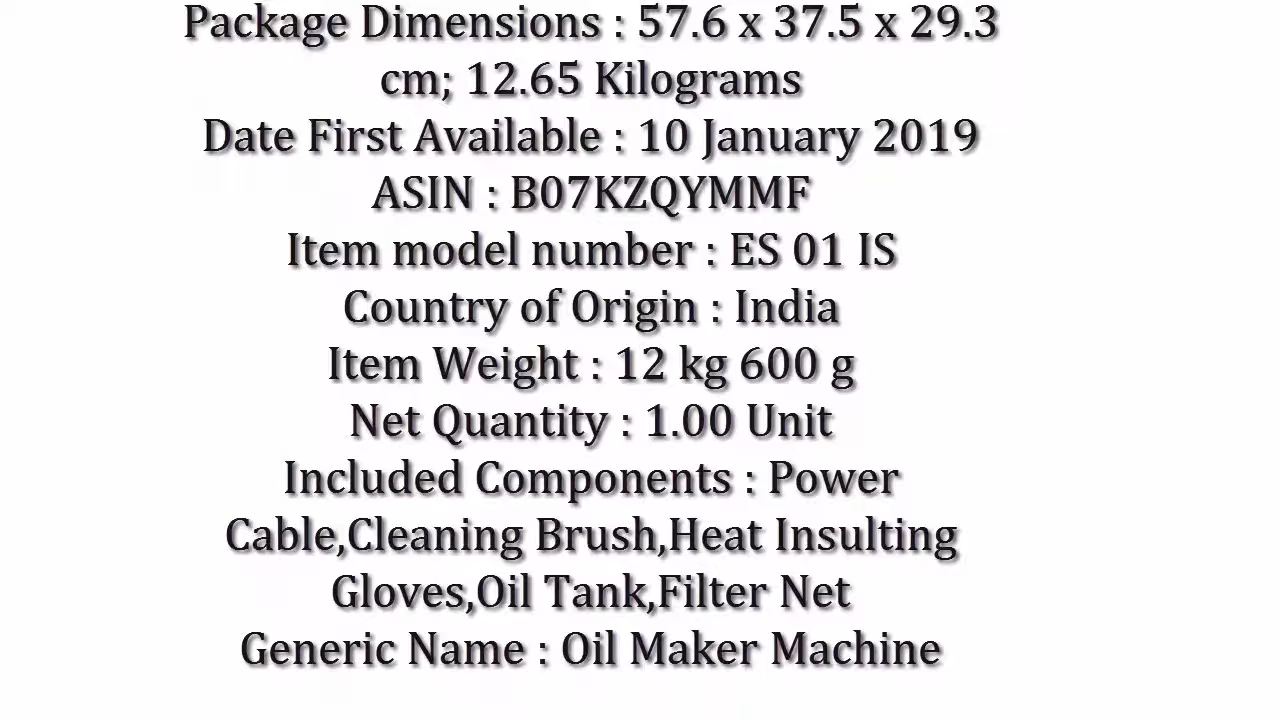 Package Dimensions : 57.6 x 37.5 x 29.3
cm; 12.65 Kilograms
Date First Available : 10 January 2019
ASIN : B07KZQYMMF
Item model number : ES 01 IS
Country of Origin : India
Item Weight : 12 kg 600 g
Net Quantity : 1.00 Unit
Included Components : Power
Cable,Cleaning Brush,Heat Insulting
Gloves,Oil Tank,Filter Net
Generic Name : Oil Maker Machine